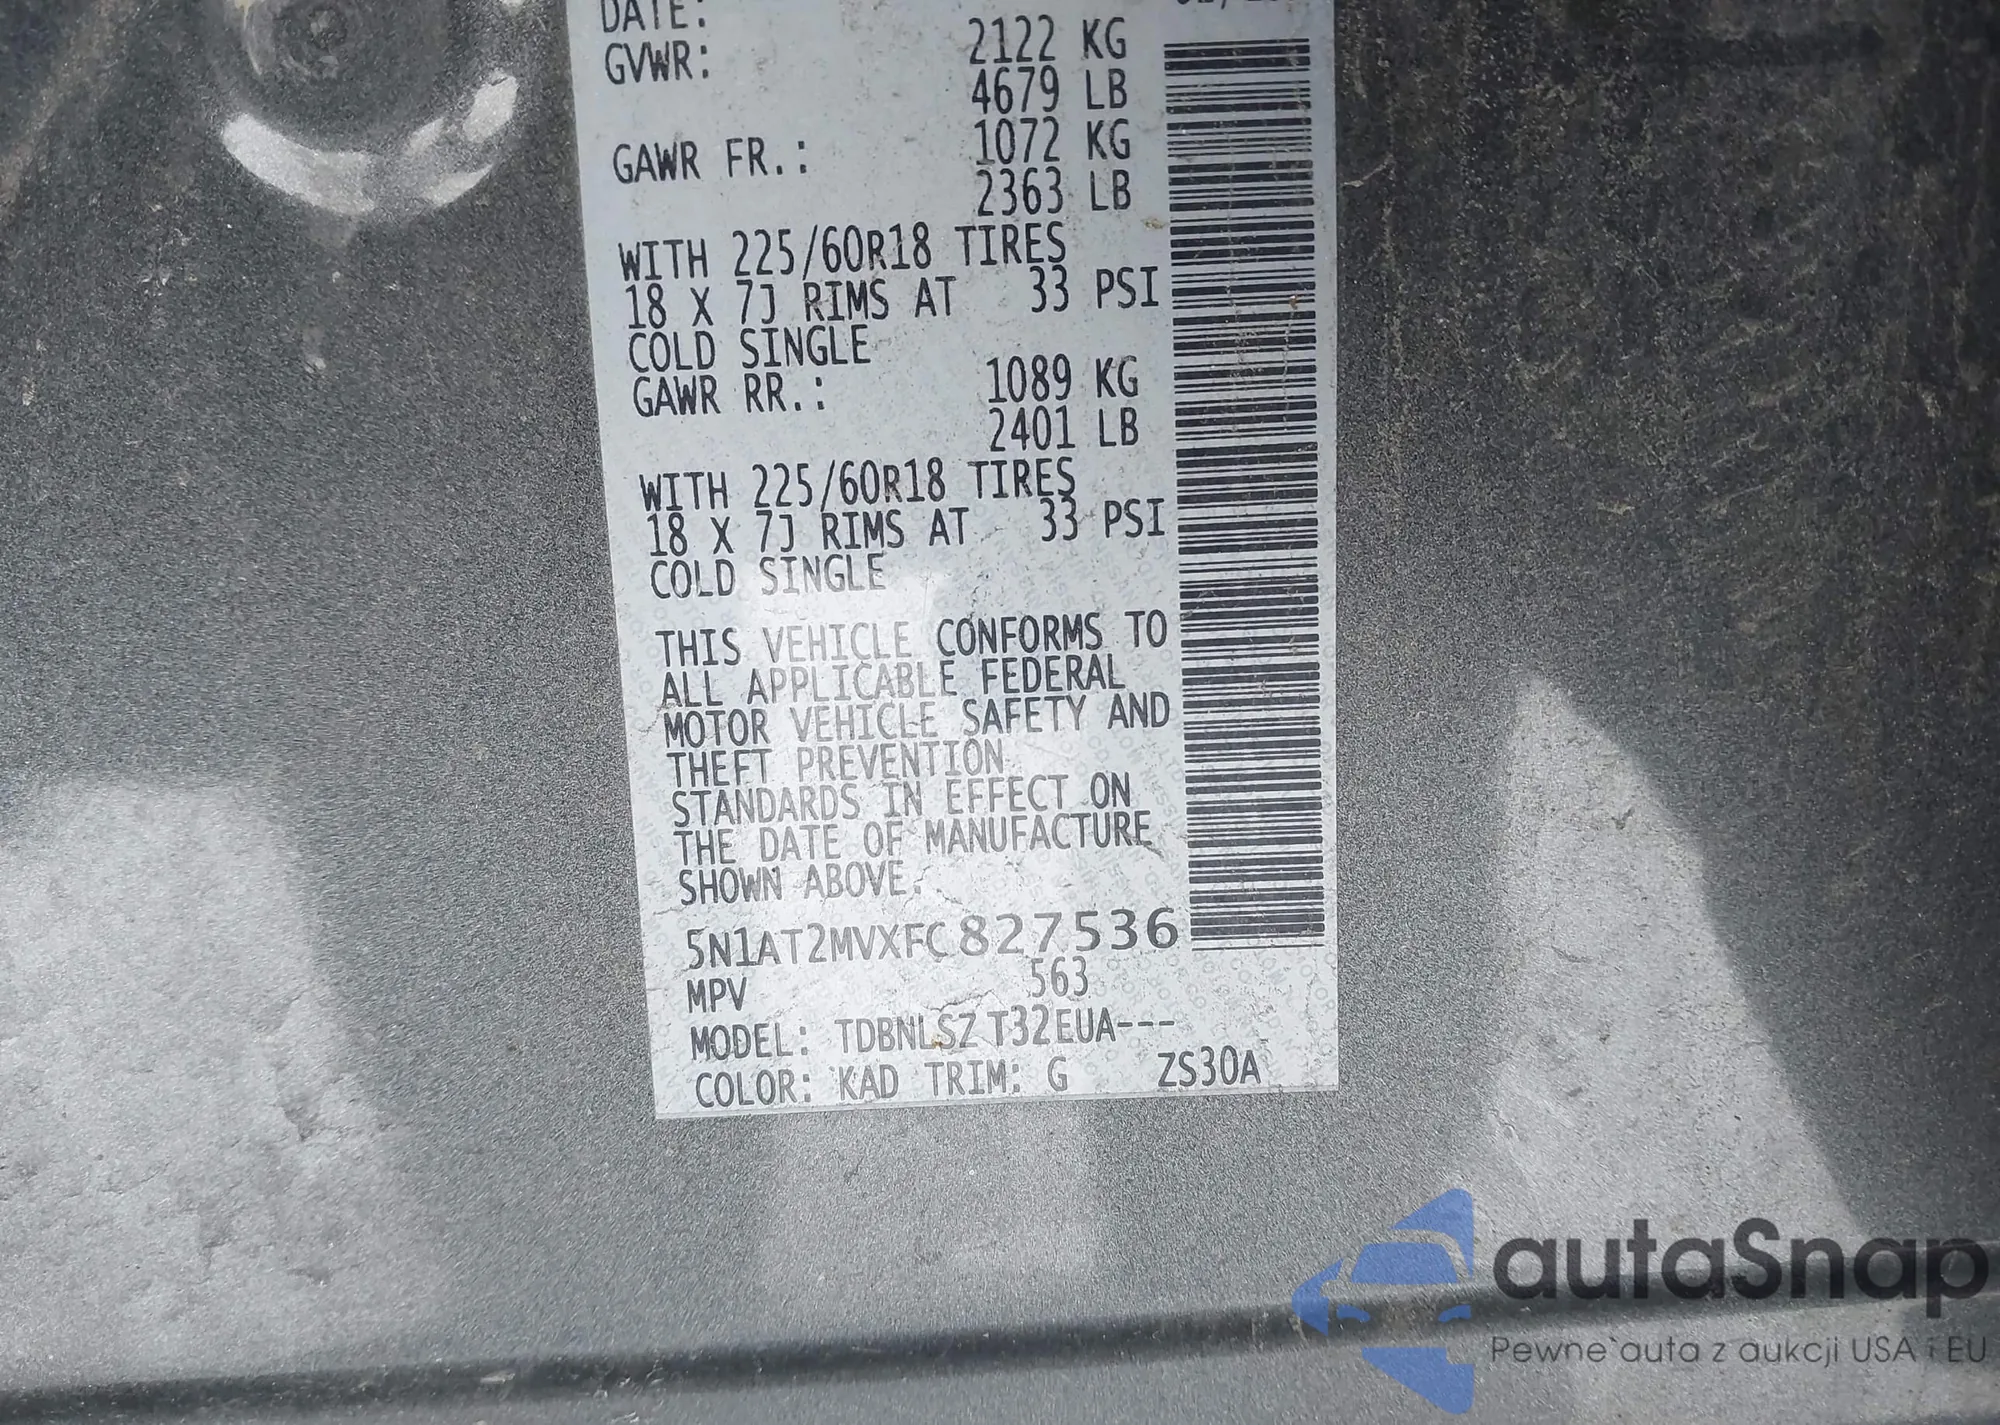 DATE:
GVWR: 2122 KG
4679 LB
GAWR FR.: 1072 KG
2363 LB
WITH 225/60R18 TIRES
18 X 7J RIMS AT 33 PSI
COLD SINGLE
GAWR RR.: 1089 KG
2401 LB
WITH 225/60R18 TIRES
18 X 7J RIMS AT 33 PSI
COLD SINGLE
THIS VEHICLE CONFORMS TO
ALL APPLICABLE FEDERAL
MOTOR VEHICLE SAFETY AND
THEFT PREVENTION
STANDARDS IN EFFECT ON
THE DATE OF MANUFACTURE
SHOWN ABOVE.
5N1AT2MVXFC827536
MPV 563
MODEL: TDBNLSZ T32EUA---
COLOR: KAD TRIM: G ZS30A
autaSnap
Pewne auta z aukcji USA i EU